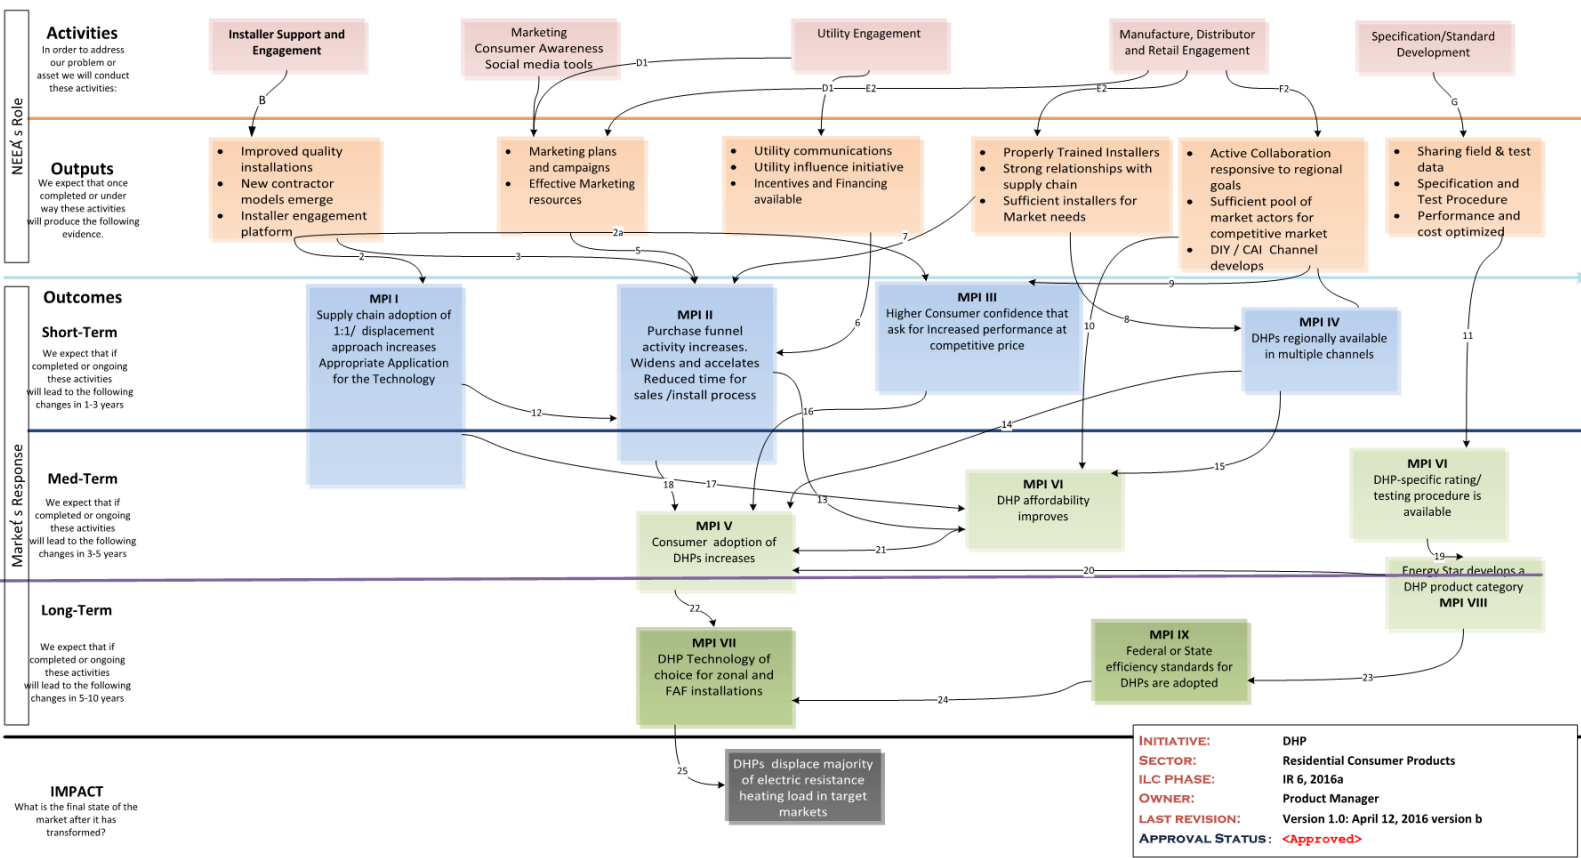 NEEA's Role
Activities
In order to address
our problem or
asset we will conduct
these activities:
Installer Support and
Engagement
Marketing
Consumer Awareness
Social media tools
Utility Engagement
Manufacture, Distributor
and Retail Engagement
Specification/Standard
Development
B
D1
D1
E2
E2
F2
G
Outputs
We expect that once
completed or under
way these activities
will produce the following
evidence.
• Improved quality
installations
• New contractor
models emerge
• Installer engagement
platform
• Marketing plans
and campaigns
• Effective Marketing
resources
• Utility communications
• Utility influence initiative
• Incentives and Financing
available
• Properly Trained Installers
• Strong relationships with
supply chain
• Sufficient installers for
Market needs
• Active Collaboration
responsive to regional
goals
• Sufficient pool of
market actors for
competitive market
• DIY / CAI Channel
develops
• Sharing field & test
data
• Specification and
Test Procedure
• Performance and
cost optimized
2
2a
3
5
7
6
8
9
10
11
Market's Response
Outcomes
Short-Term
We expect that if
completed or ongoing
these activities
will lead to the following
changes in 1-3 years
MPI I
Supply chain adoption of
1:1/ displacement
approach increases
Appropriate Application
for the Technology
MPI II
Purchase funnel
activity increases.
Widens and accelates
Reduced time for
sales /install process
MPI III
Higher Consumer confidence that
ask for Increased performance at
competitive price
MPI IV
DHPs regionally available
in multiple channels
12
16
14
15
Med-Term
We expect that if
completed or ongoing
these activities
will lead to the following
changes in 3-5 years
18
17
13
MPI V
Consumer adoption of
DHPs increases
MPI VI
DHP affordability
improves
MPI VI
DHP-specific rating/
testing procedure is
available
21
19
20
Energy Star develops a
DHP product category
MPI VIII
Long-Term
We expect that if
completed or ongoing
these activities
will lead to the following
changes in 5-10 years
22
MPI VII
DHP Technology of
choice for zonal and
FAF installations
MPI IX
Federal or State
efficiency standards for
DHPs are adopted
23
24
25
IMPACT
What is the final state of the
market after it has
transformed?
DHPs displace majority
of electric resistance
heating load in target
markets
INITIATIVE: DHP
SECTOR: Residential Consumer Products
ILC PHASE: IR 6, 2016a
OWNER: Product Manager
LAST REVISION: Version 1.0: April 12, 2016 version b
APPROVAL STATUS: <Approved>